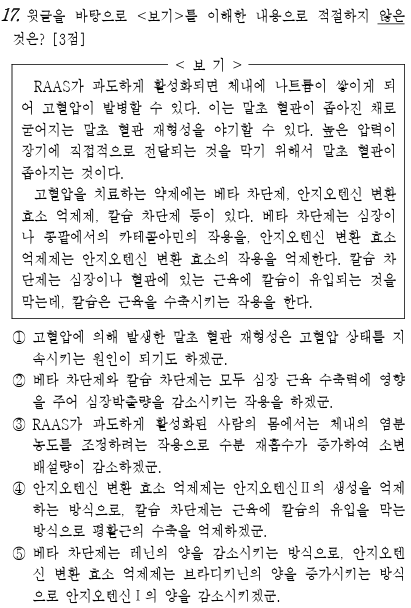 17. 윗글을 바탕으로 <보기>를 이해한 내용으로 적절하지 않은
것은? [3점]
< 보 기 >
RAAS가 과도하게 활성화되면 체내에 나트륨이 쌓이게 되
어 고혈압이 발병할 수 있다. 이는 말초 혈관이 좁아진 채로
굳어지는 말초 혈관 재형성을 야기할 수 있다. 높은 압력이
장기에 직접적으로 전달되는 것을 막기 위해서 말초 혈관이
좁아지는 것이다.
고혈압을 치료하는 약제에는 베타 차단제, 안지오텐신 변환
효소 억제제, 칼슘 차단제 등이 있다. 베타 차단제는 심장이
나 콩팥에서의 카테콜아민의 작용을, 안지오텐신 변환 효소
억제제는 안지오텐신 변환 효소의 작용을 억제한다. 칼슘 차
단제는 심장이나 혈관에 있는 근육에 칼슘이 유입되는 것을
막는데, 칼슘은 근육을 수축시키는 작용을 한다.
① 고혈압에 의해 발생한 말초 혈관 재형성은 고혈압 상태를 지
속시키는 원인이 되기도 하겠군.
② 베타 차단제와 칼슘 차단제는 모두 심장 근육 수축력에 영향
을 주어 심장박출량을 감소시키는 작용을 하겠군.
③ RAAS가 과도하게 활성화된 사람의 몸에서는 체내의 염분
농도를 조정하려는 작용으로 수분 재흡수가 증가하여 소변
배설량이 감소하겠군.
④ 안지오텐신 변환 효소 억제제는 안지오텐신Ⅱ의 생성을 억제
하는 방식으로, 칼슘 차단제는 근육에 칼슘의 유입을 막는
방식으로 평활근의 수축을 억제하겠군.
⑤ 베타 차단제는 레닌의 양을 감소시키는 방식으로, 안지오텐
신 변환 효소 억제제는 브라디키닌의 양을 증가시키는 방식
으로 안지오텐신Ⅰ의 양을 감소시키겠군.